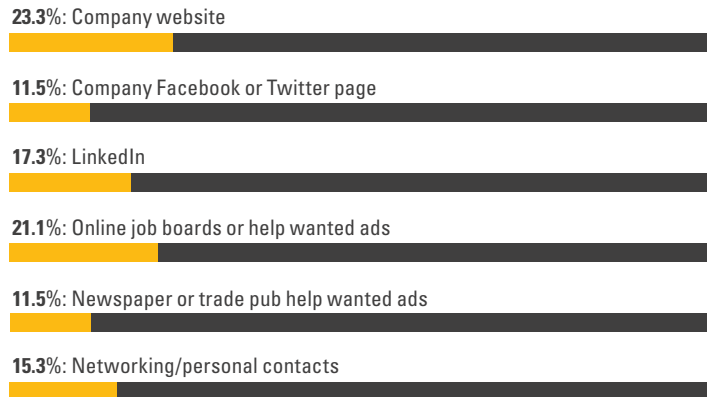 23.3%: Company website
11.5%: Company Facebook or Twitter page
17.3%: LinkedIn
21.1%: Online job boards or help wanted ads
11.5%: Newspaper or trade pub help wanted ads
15.3%: Networking/personal contacts